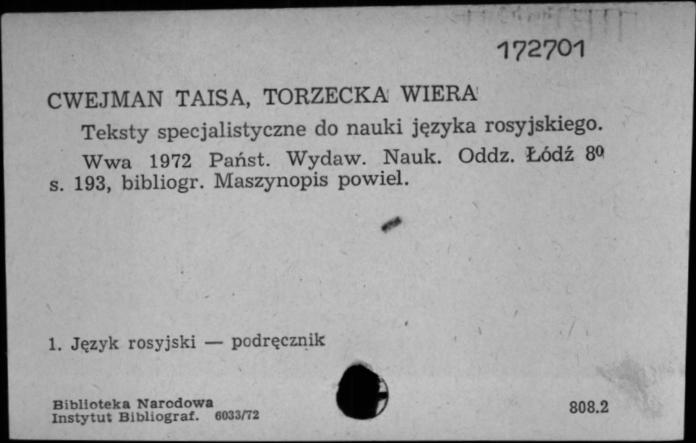 172701
CWEJMAN TAISA, TORZECKA WIERA
Teksty specjalistyczne do nauki języka rosyjskiego.
Wwa 1972 Państ. Wydaw. Nauk. Oddz. Łódź 8º
s. 193, bibliogr. Maszynopis powiel.
1. Język rosyjski — podręcznik
Biblioteka Narodowa
Instytut Bibliograf. 6033/72
808.2